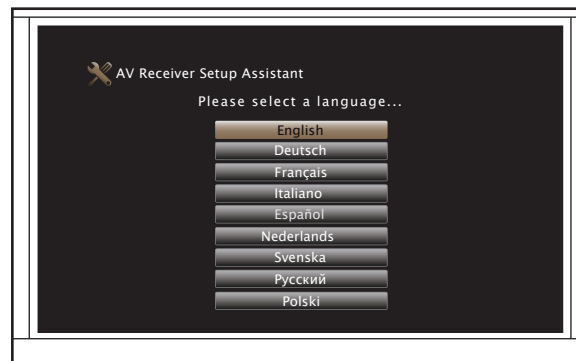 AV Receiver Setup Assistant
Please select a language...
English
Deutsch
Français
Italiano
Español
Nederlands
Svenska
Русский
Polski